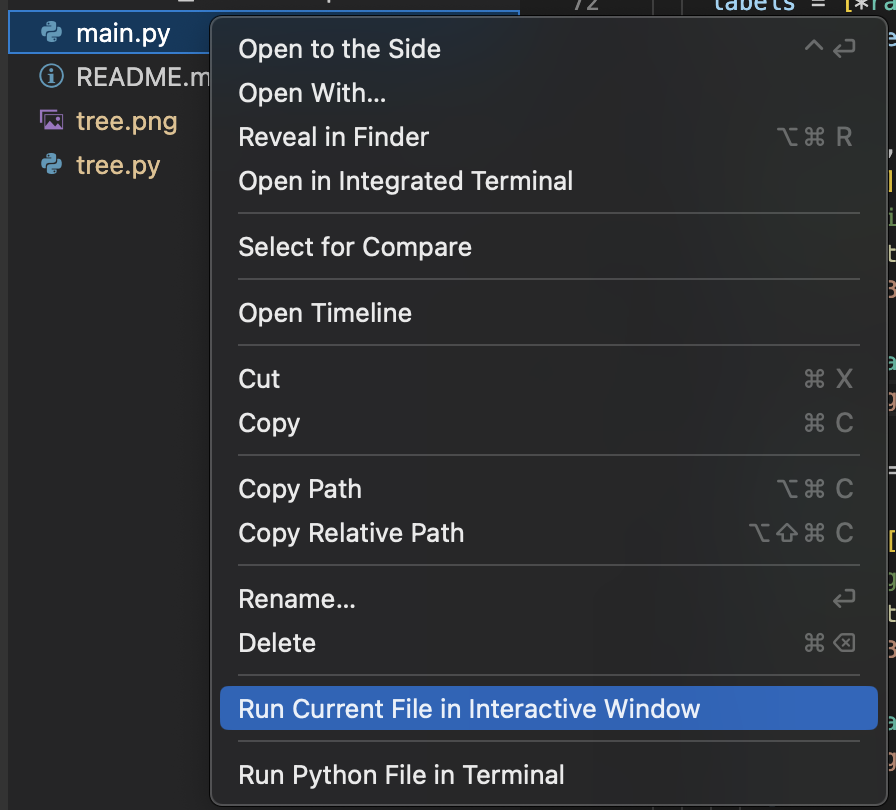 72
labels = [*ra
main.py
README.m
tree.png
tree.py
Open to the Side ^ ↩
Open With...
Reveal in Finder ⌥⌘ R
Open in Integrated Terminal
Select for Compare
Open Timeline
Cut ⌘ X
Copy ⌘ C
Copy Path ⌥⌘ C
Copy Relative Path ⌥⇧⌘ C
Rename... ↩
Delete ⌘⌫
Run Current File in Interactive Window
Run Python File in Terminal